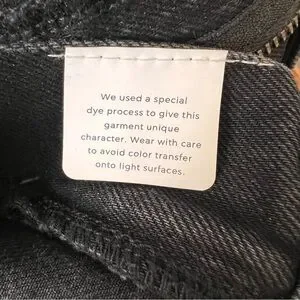 We used a special
dye process to give this
garment unique
character. Wear with care
to avoid color transfer
onto light surfaces.